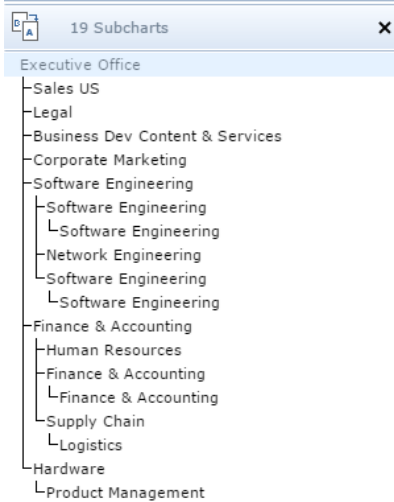 B A 19 Subcharts
Executive Office
Sales US
Legal
Business Dev Content & Services
Corporate Marketing
Software Engineering
Software Engineering
Software Engineering
Network Engineering
Software Engineering
Software Engineering
Finance & Accounting
Human Resources
Finance & Accounting
Finance & Accounting
Supply Chain
Logistics
Hardware
Product Management